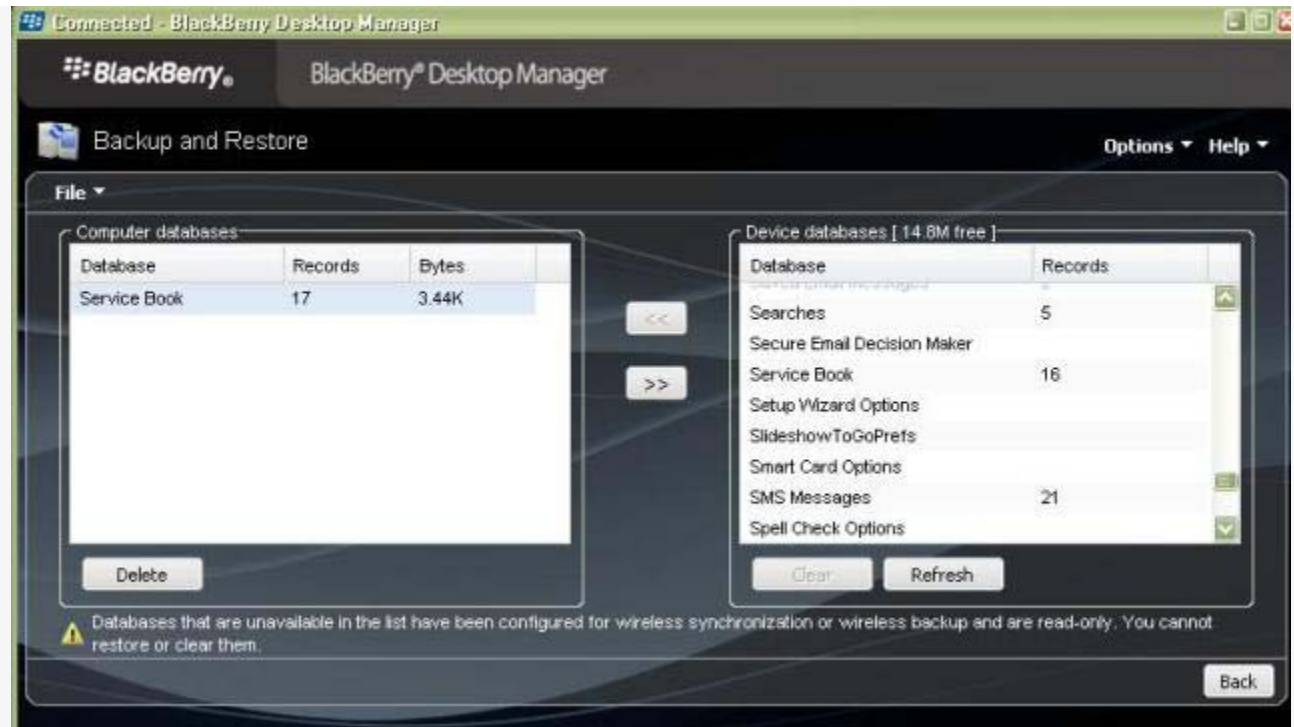 Connected - BlackBerry Desktop Manager
BlackBerry® BlackBerry® Desktop Manager
Backup and Restore
Options Help
File
Computer databases
Database Records Bytes
Service Book 17 3.44K
<<
>>
Delete
Device databases [ 14.8M free ]
Database Records
Searches 5
Secure Email Decision Maker
Service Book 16
Setup Wizard Options
SlideshowToGoPrefs
Smart Card Options
SMS Messages 21
Spell Check Options
Clear Refresh
Databases that are unavailable in the list have been configured for wireless synchronization or wireless backup and are read-only. You cannot
restore or clear them.
Back